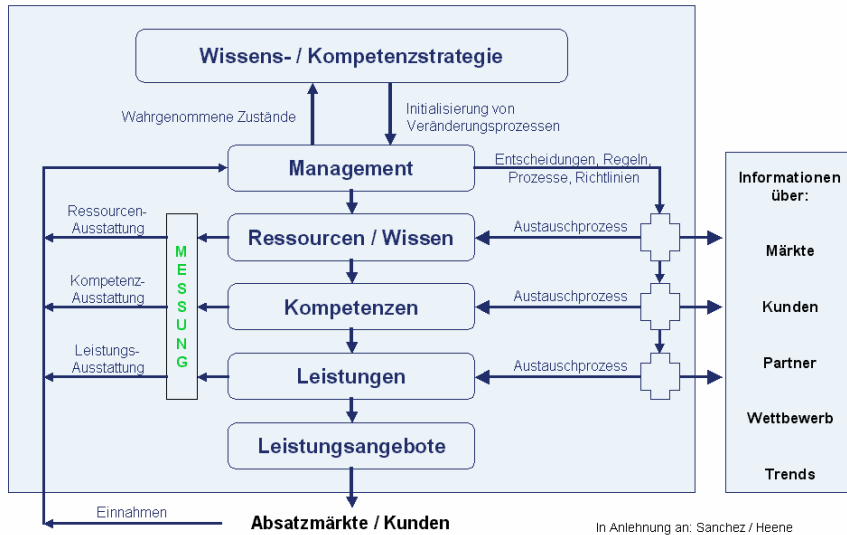 Wissens- / Kompetenzstrategie
Wahrgenommene Zustände
Initialisierung von
Veränderungsprozessen
Management
Entscheidungen, Regeln,
Prozesse, Richtlinien
Informationen
über:
Ressourcen-
Ausstattung
MESSUNG
Ressourcen / Wissen
Austauschprozess
Märkte
Kompetenz-
Ausstattung
Kompetenzen
Austauschprozess
Kunden
Leistungs-
Ausstattung
Leistungen
Austauschprozess
Partner
Leistungsangebote
Wettbewerb
Trends
Einnahmen
Absatzmärkte / Kunden
In Anlehnung an: Sanchez / Heene